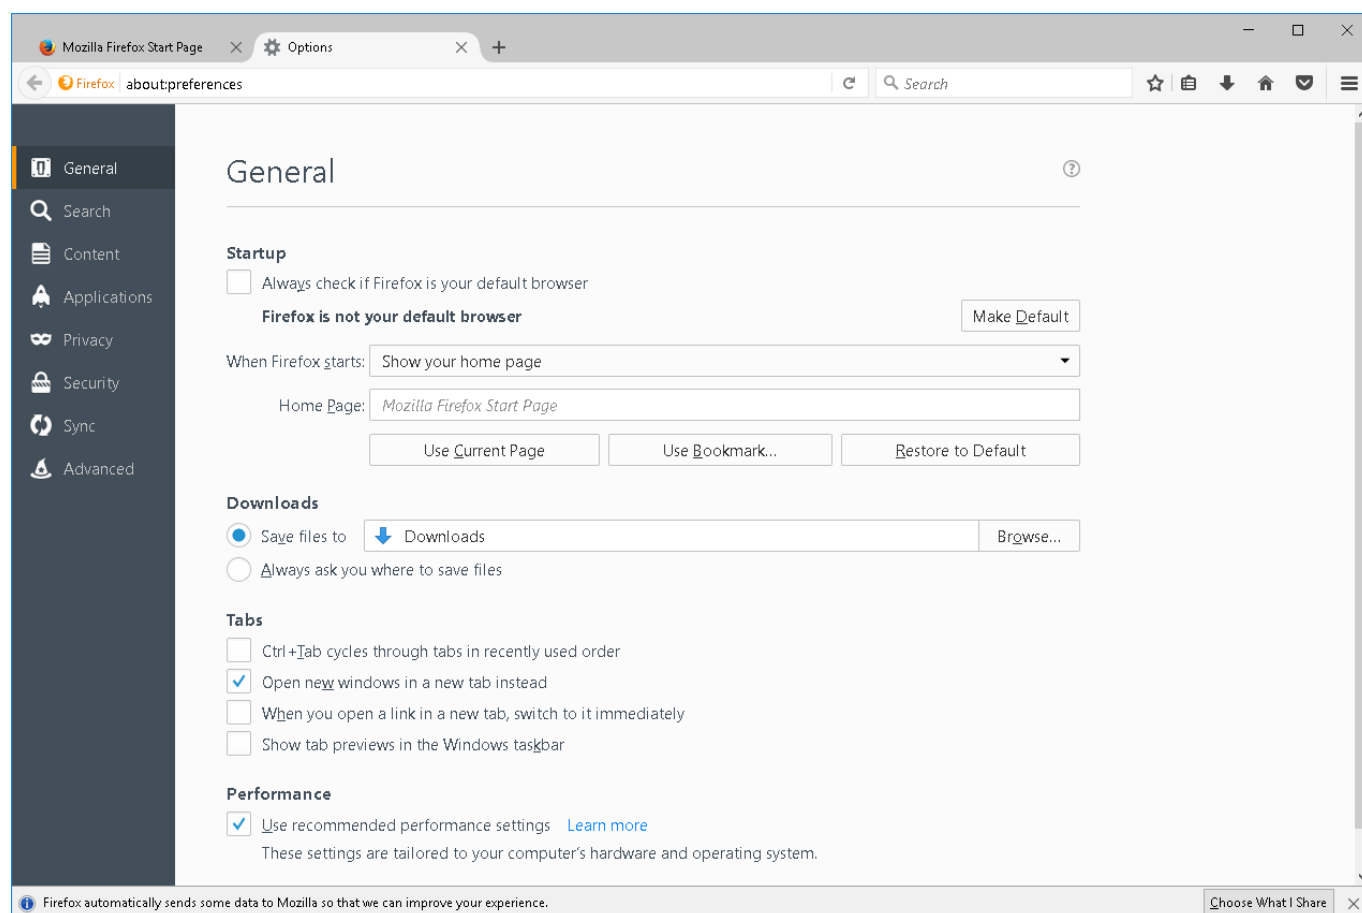 Mozilla Firefox Start Page
Options
Firefox
about:preferences
Search
General
Search
Content
Applications
Privacy
Security
Sync
Advanced
General
Startup
Always check if Firefox is your default browser
Firefox is not your default browser
Make Default
When Firefox starts:
Show your home page
Home Page:
Mozilla Firefox Start Page
Use Current Page
Use Bookmark...
Restore to Default
Downloads
Save files to
Downloads
Browse...
Always ask you where to save files
Tabs
Ctrl+Tab cycles through tabs in recently used order
Open new windows in a new tab instead
When you open a link in a new tab, switch to it immediately
Show tab previews in the Windows taskbar
Performance
Use recommended performance settings Learn more
These settings are tailored to your computer's hardware and operating system.
Firefox automatically sends some data to Mozilla so that we can improve your experience.
Choose What I Share